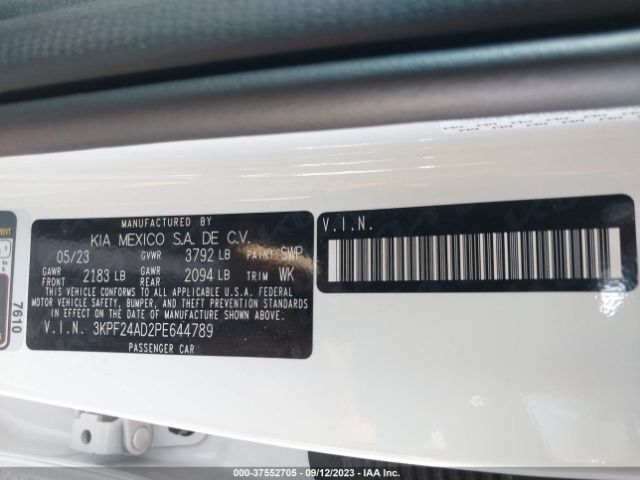 MANUFACTURED BY
KIA MEXICO S.A. DE C.V.
05/23 GVWR 3792 LB PAINT SWP
GAWR FRONT 2183 LB GAWR REAR 2094 LB TRIM WK
THIS VEHICLE CONFORMS TO ALL APPLICABLE U.S.A. FEDERAL
MOTOR VEHICLE SAFETY, BUMPER, AND THEFT PREVENTION STANDARDS
IN EFFECT ON THE DATE OF MANUFACTURE SHOWN ABOVE.
V.I.N. 3KPF24AD2PE644789
PASSENGER CAR
V.I.N.
7610
000-37552705 - 09/12/2023 - IAA Inc.